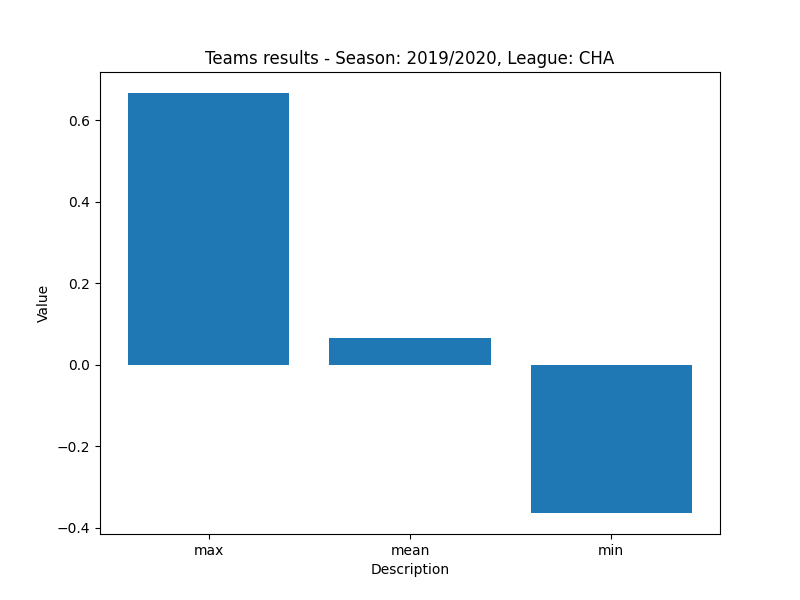 Teams results - Season: 2019/2020, League: CHA
0.6
0.4
0.2
0.0
−0.2
−0.4
Value
max mean min
Description